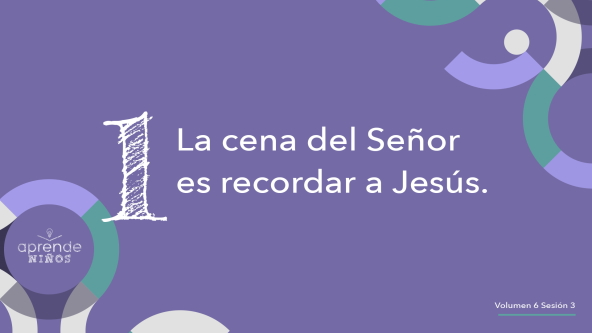 1
La cena del Señor
es recordar a Jesús.
aprende
NIÑOS
Volumen 6 Sesión 3